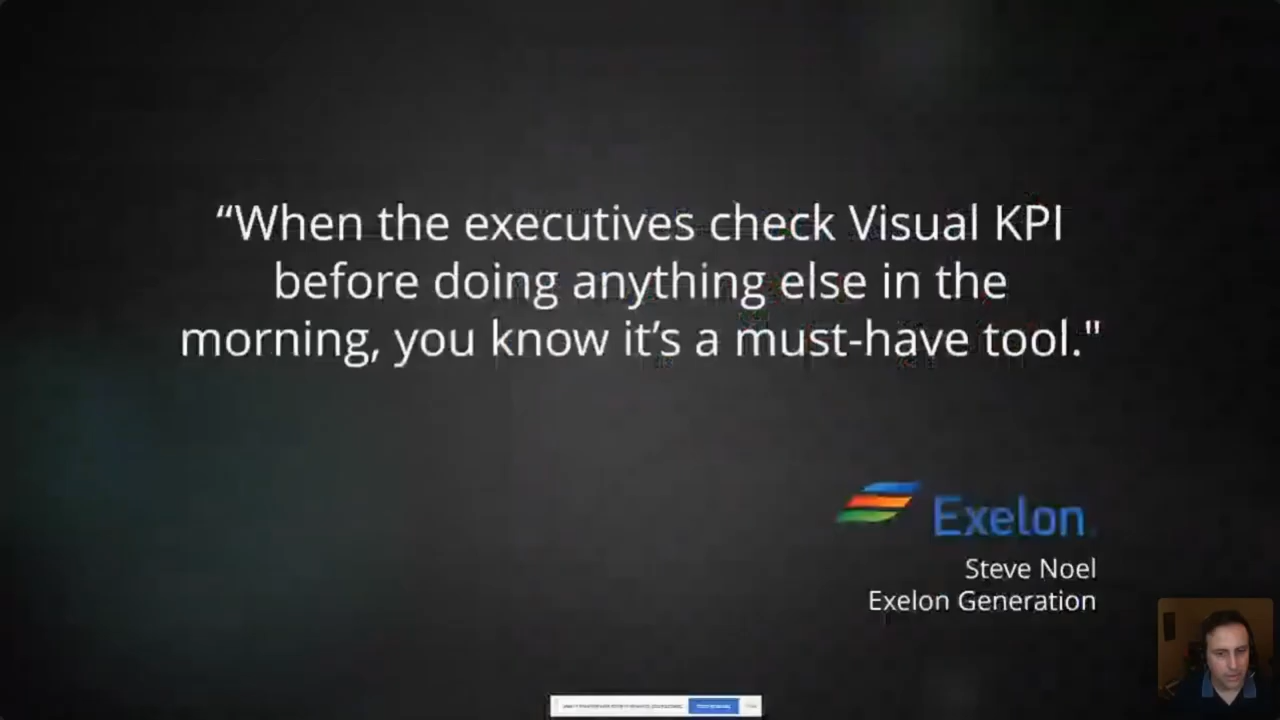 “When the executives check Visual KPI
before doing anything else in the
morning, you know it’s a must-have tool."
Exelon
Steve Noel
Exelon Generation